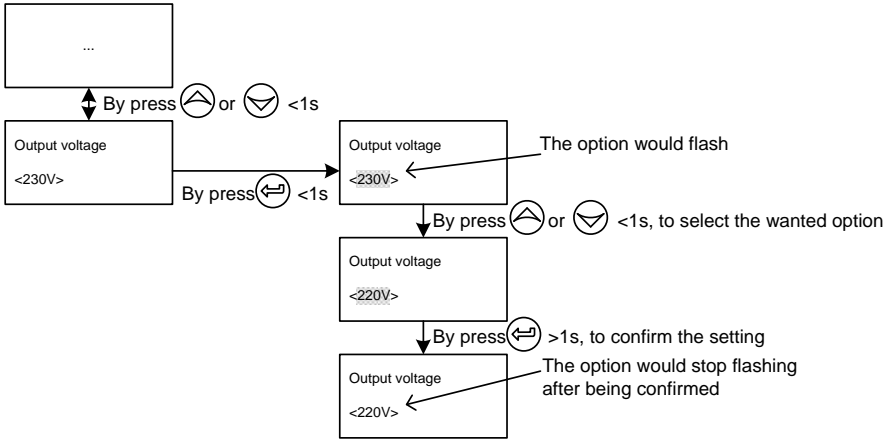 ...
By press or <1s
Output voltage
<230V>
By press <1s
Output voltage
<230V>
The option would flash
By press or <1s, to select the wanted option
Output voltage
<220V>
By press >1s, to confirm the setting
Output voltage
<220V>
The option would stop flashing
after being confirmed